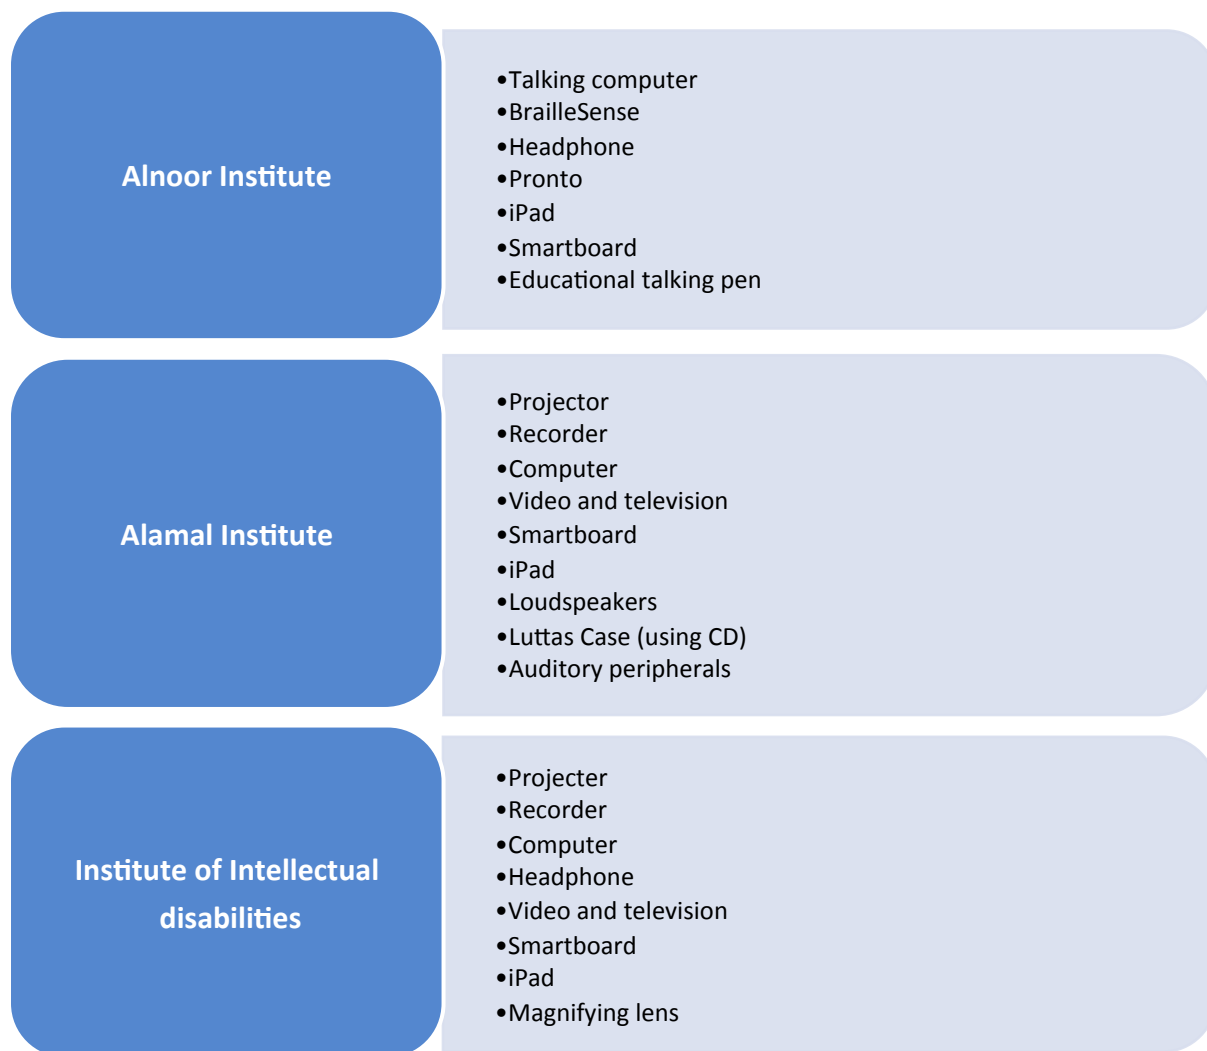 Alnoor Institute
•Talking computer
•BrailleSense
•Headphone
•Pronto
•iPad
•Smartboard
•Educational talking pen
Alamal Institute
•Projector
•Recorder
•Computer
•Video and television
•Smartboard
•iPad
•Loudspeakers
•Luttas Case (using CD)
•Auditory peripherals
Institute of Intellectual
disabilities
•Projecter
•Recorder
•Computer
•Headphone
•Video and television
•Smartboard
•iPad
•Magnifying lens